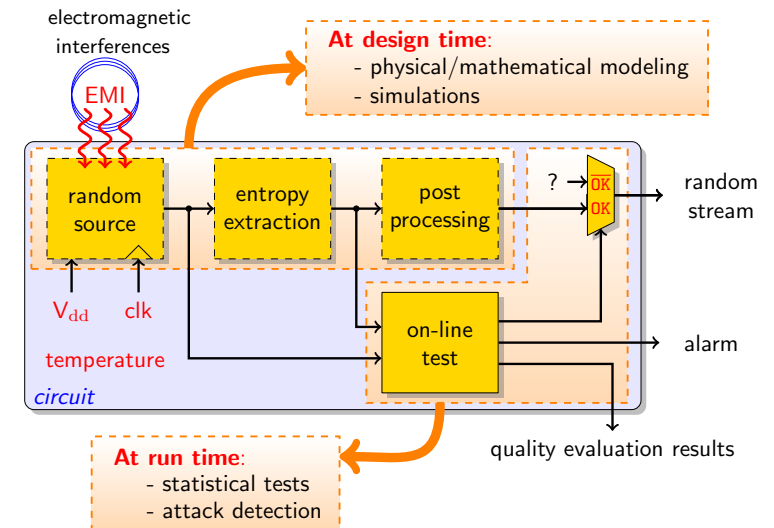 electromagnetic
interferences
EMI
At design time:
- physical/mathematical modeling
- simulations
random
source
entropy
extraction
post
processing
?
OK
OK
random
stream
Vdd
clk
temperature
circuit
on-line
test
alarm
quality evaluation results
At run time:
- statistical tests
- attack detection